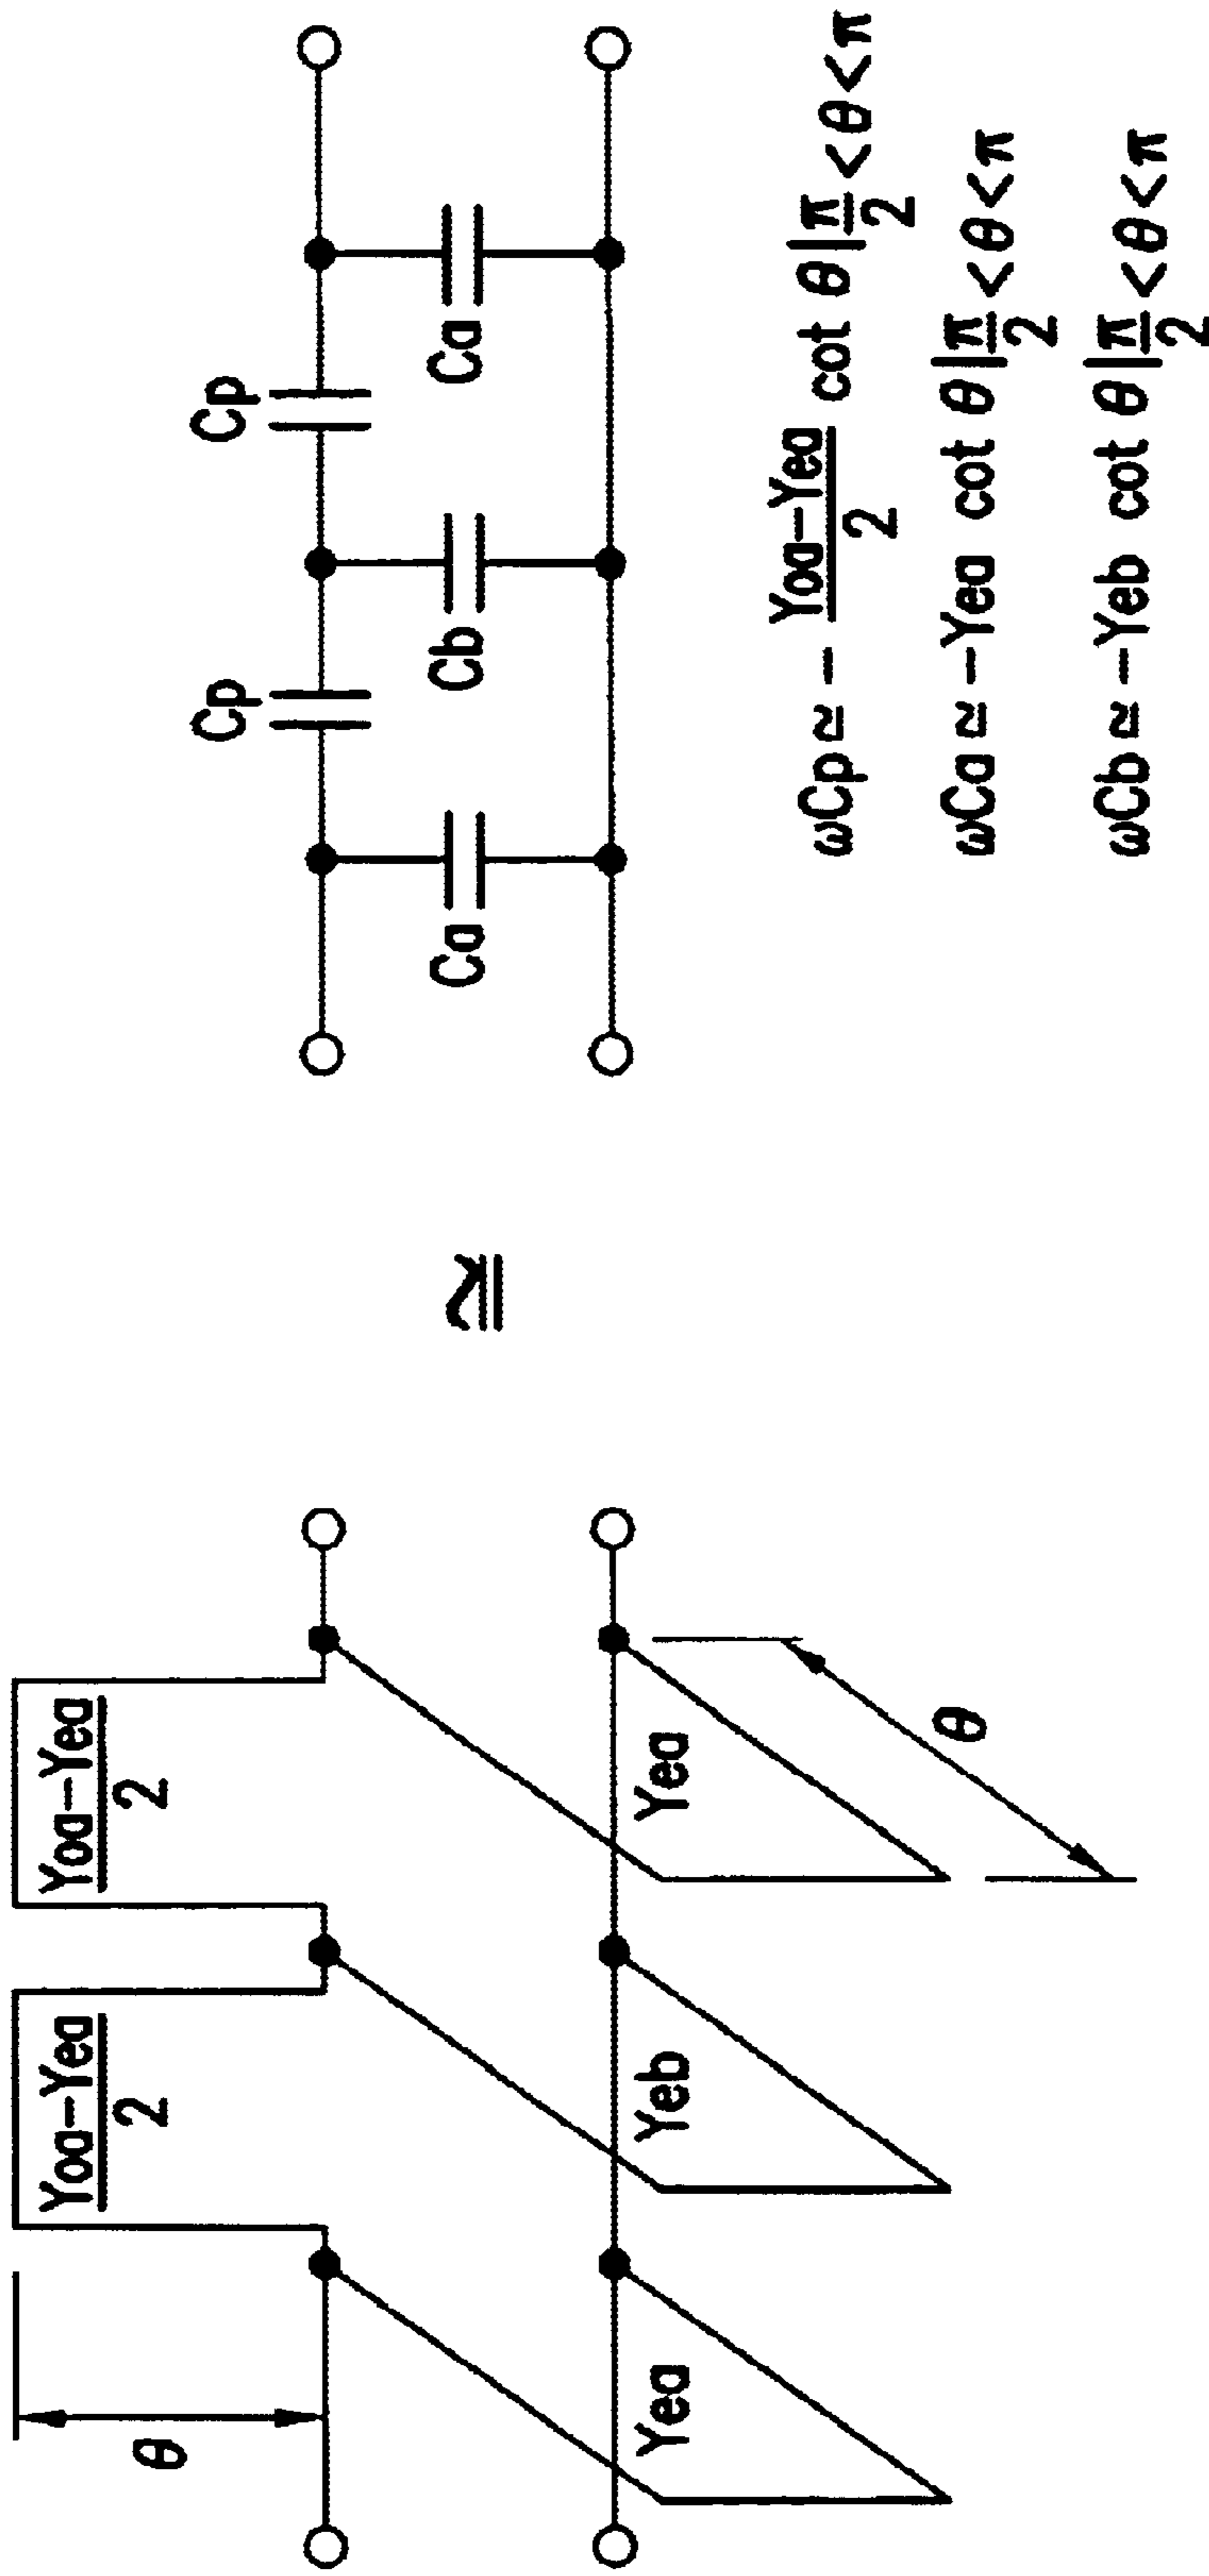 θ
Yoa-Yea
2
Yoa-Yea
2
Yea
Yeb
Yea
θ
≅
Cp
Cp
Ca
Cb
Ca
ωCp ≅ - Yoa-Yea/2 cot θ|π/2<θ<π
ωCa ≅ -Yea cot θ|π/2<θ<π
ωCb ≅ -Yeb cot θ|π/2<θ<π